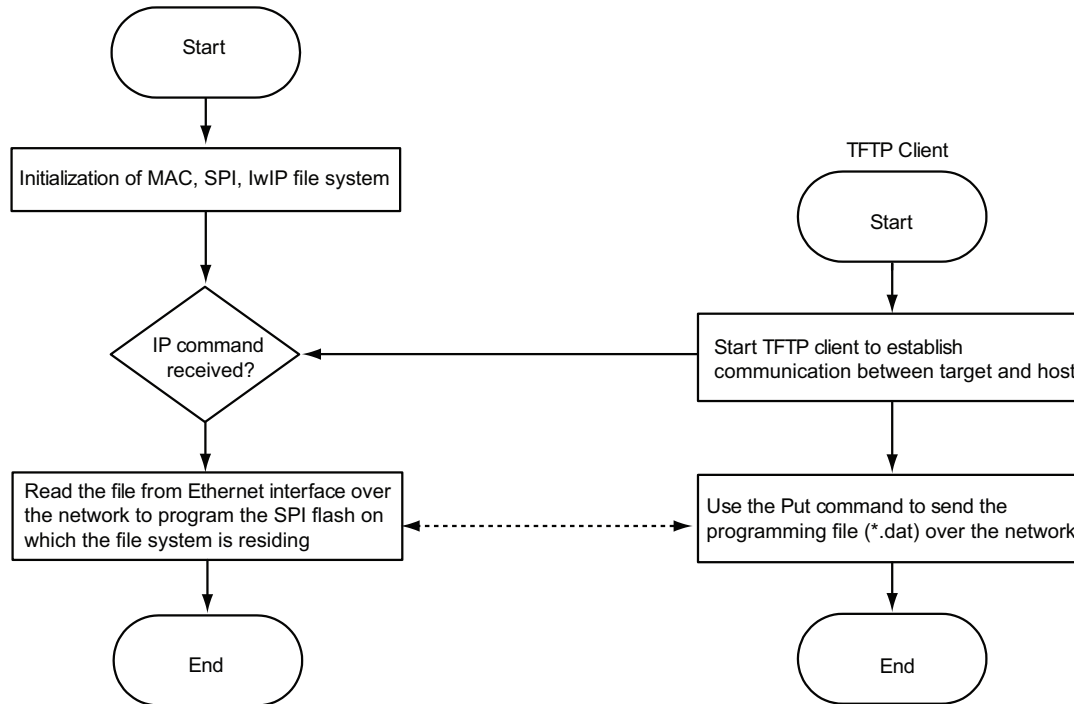 Start
Initialization of MAC, SPI, lwIP file system
IP command
received?
Read the file from Ethernet interface over
the network to program the SPI flash on
which the file system is residing
End
TFTP Client
Start
Start TFTP client to establish
communication between target and host
Use the Put command to send the
programming file (*.dat) over the network
End